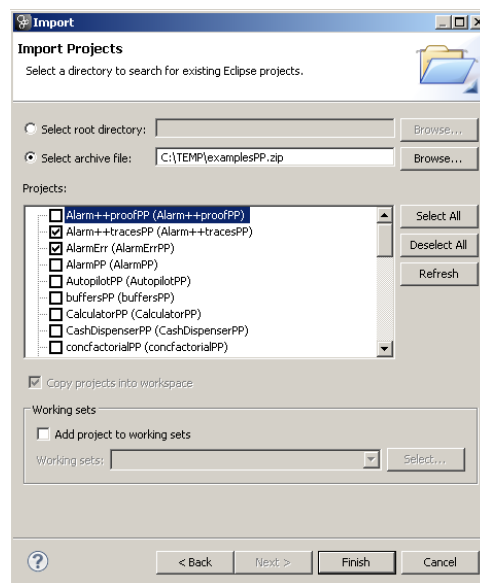 Import
Import Projects
Select a directory to search for existing Eclipse projects.
Select root directory: Browse...
Select archive file: C:\TEMP\examplesPP.zip Browse...
Projects:
Alarm++proofPP (Alarm++proofPP) Select All
Alarm++tracesPP (Alarm++tracesPP)
AlarmErr (AlarmErrPP) Deselect All
AlarmPP (AlarmPP)
AutopilotPP (AutopilotPP) Refresh
buffersPP (buffersPP)
CalculatorPP (CalculatorPP)
CashDispenserPP (CashDispenserPP)
concfactorialPP (concfactorialPP)
Copy projects into workspace
Working sets
Add project to working sets
Working sets: Select...
? < Back Next > Finish Cancel